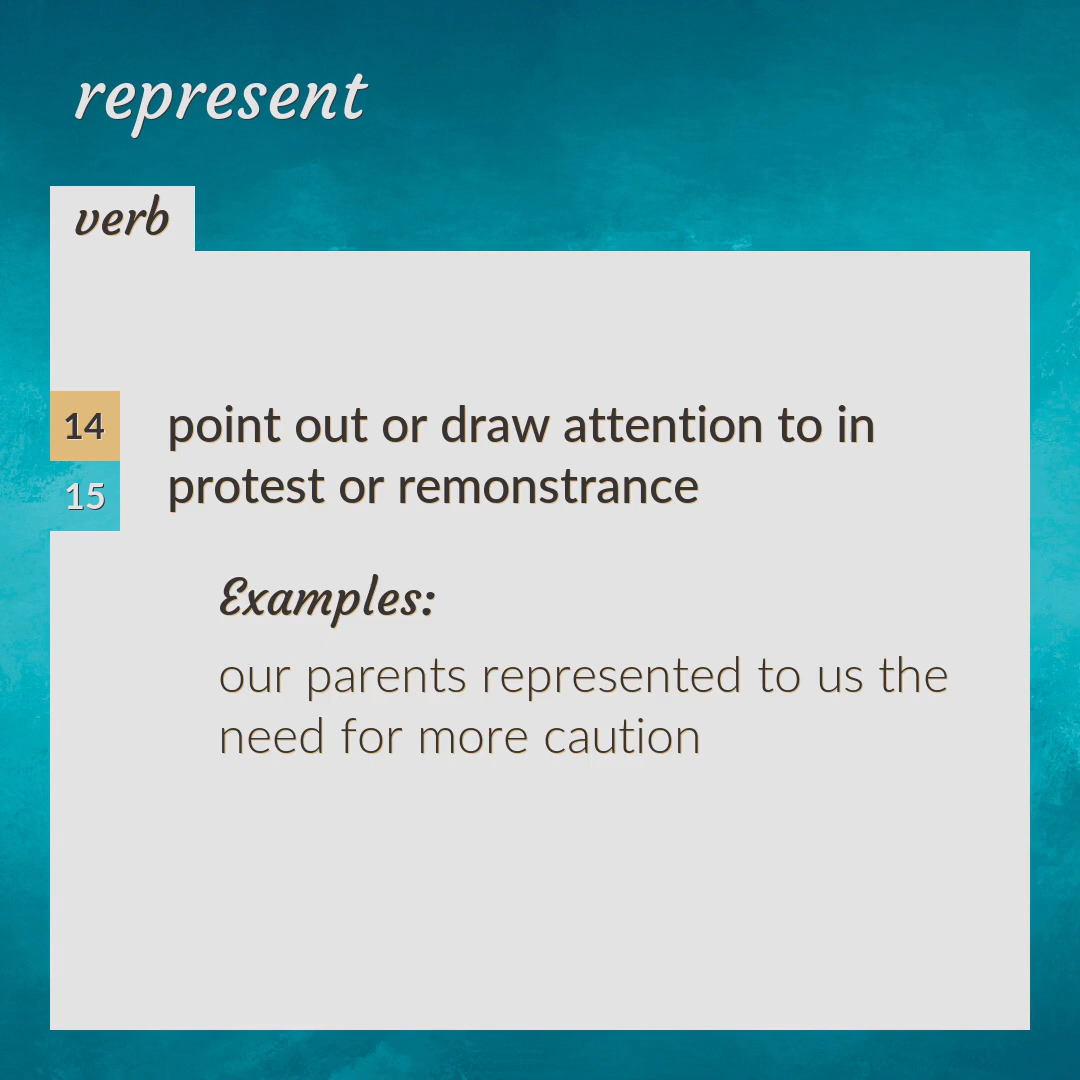 represent
verb
14
15
point out or draw attention to in
protest or remonstrance
Examples:
our parents represented to us the
need for more caution